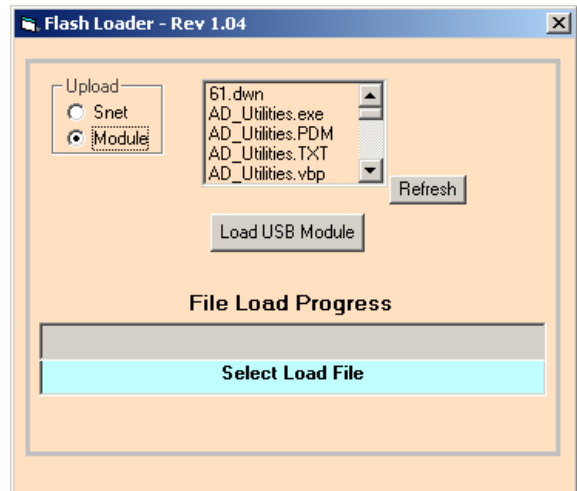 Flash Loader - Rev 1.04
Upload
Snet
Module
61.dwn
AD_Utilities.exe
AD_Utilities.PDM
AD_Utilities.TXT
AD_Utilities.vbp
Refresh
Load USB Module
File Load Progress
Select Load File